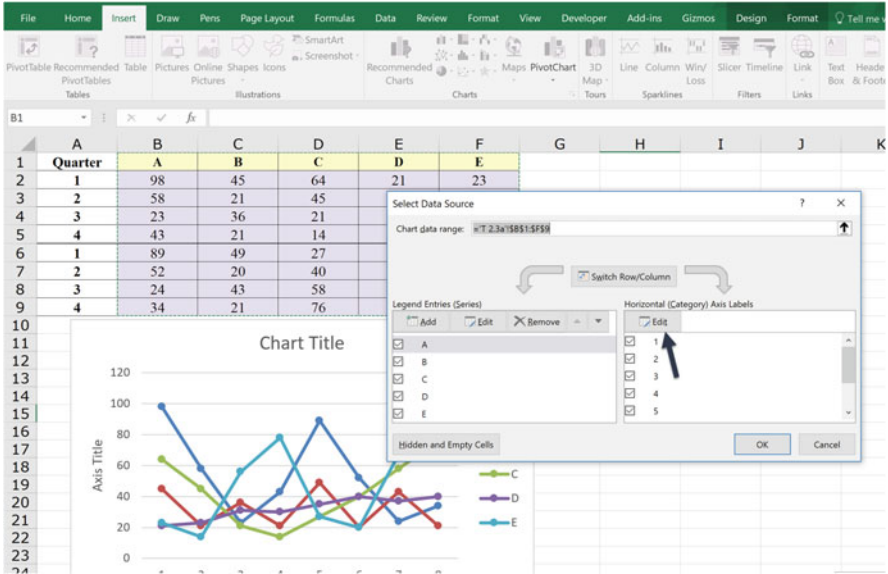 File Home Insert Draw Pens Page Layout Formulas Data Review Format View Developer Add-ins Gizmos Design Format Tell me
SmartArt
Screenshot
PivotTable Recommended PivotTables Table Pictures Online Pictures Shapes Icons Recommended Charts Maps PivotChart 3D Map Line Column Win/Loss Slicer Timeline Link Text Box & 
Tables Illustrations Charts Tours Sparklines Filters Links
B1 fx
A B C D E F G H I J K
1 Quarter A B C D E
2 1 98 45 64 21 23
3 2 58 21 45
4 3 23 36 21
5 4 43 21 14
6 1 89 49 27
7 2 52 20 40
8 3 24 43 58
9 4 34 21 76
10
11
12
13
14
15
16
17
18
19
20
21
22
23
24
Select Data Source ? ×
Chart data range: ='T 2.3a'!$B$1:$F$9
Switch Row/Column
Legend Entries (Series)
Add Edit Remove
A
B
C
D
E
Horizontal (Category) Axis Labels
Edit
1
2
3
4
5
Hidden and Empty Cells OK Cancel
Chart Title
Axis Title
120
100
80
60
40
20
0
C
D
E